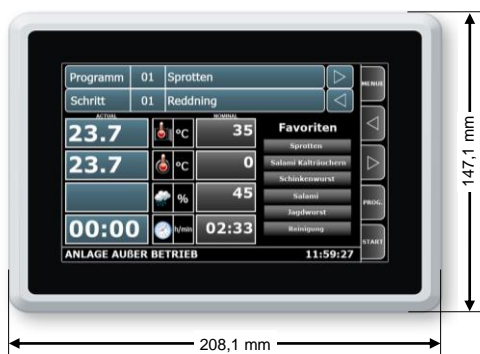 Programm 01 Sprotten
MENUS
Schritt 01 Reddning
ACTUAL NOMINAL
23.7 °C 35
Favoriten
Sprotten
23.7 °C 0
Salami Kalträuchern
Schinkenwurst
% 45
Salami
PROG.
Jagdwurst
00:00 h/min 02:33
Reinigung
START
ANLAGE AUßER BETRIEB 11:59:27
147,1 mm
208,1 mm